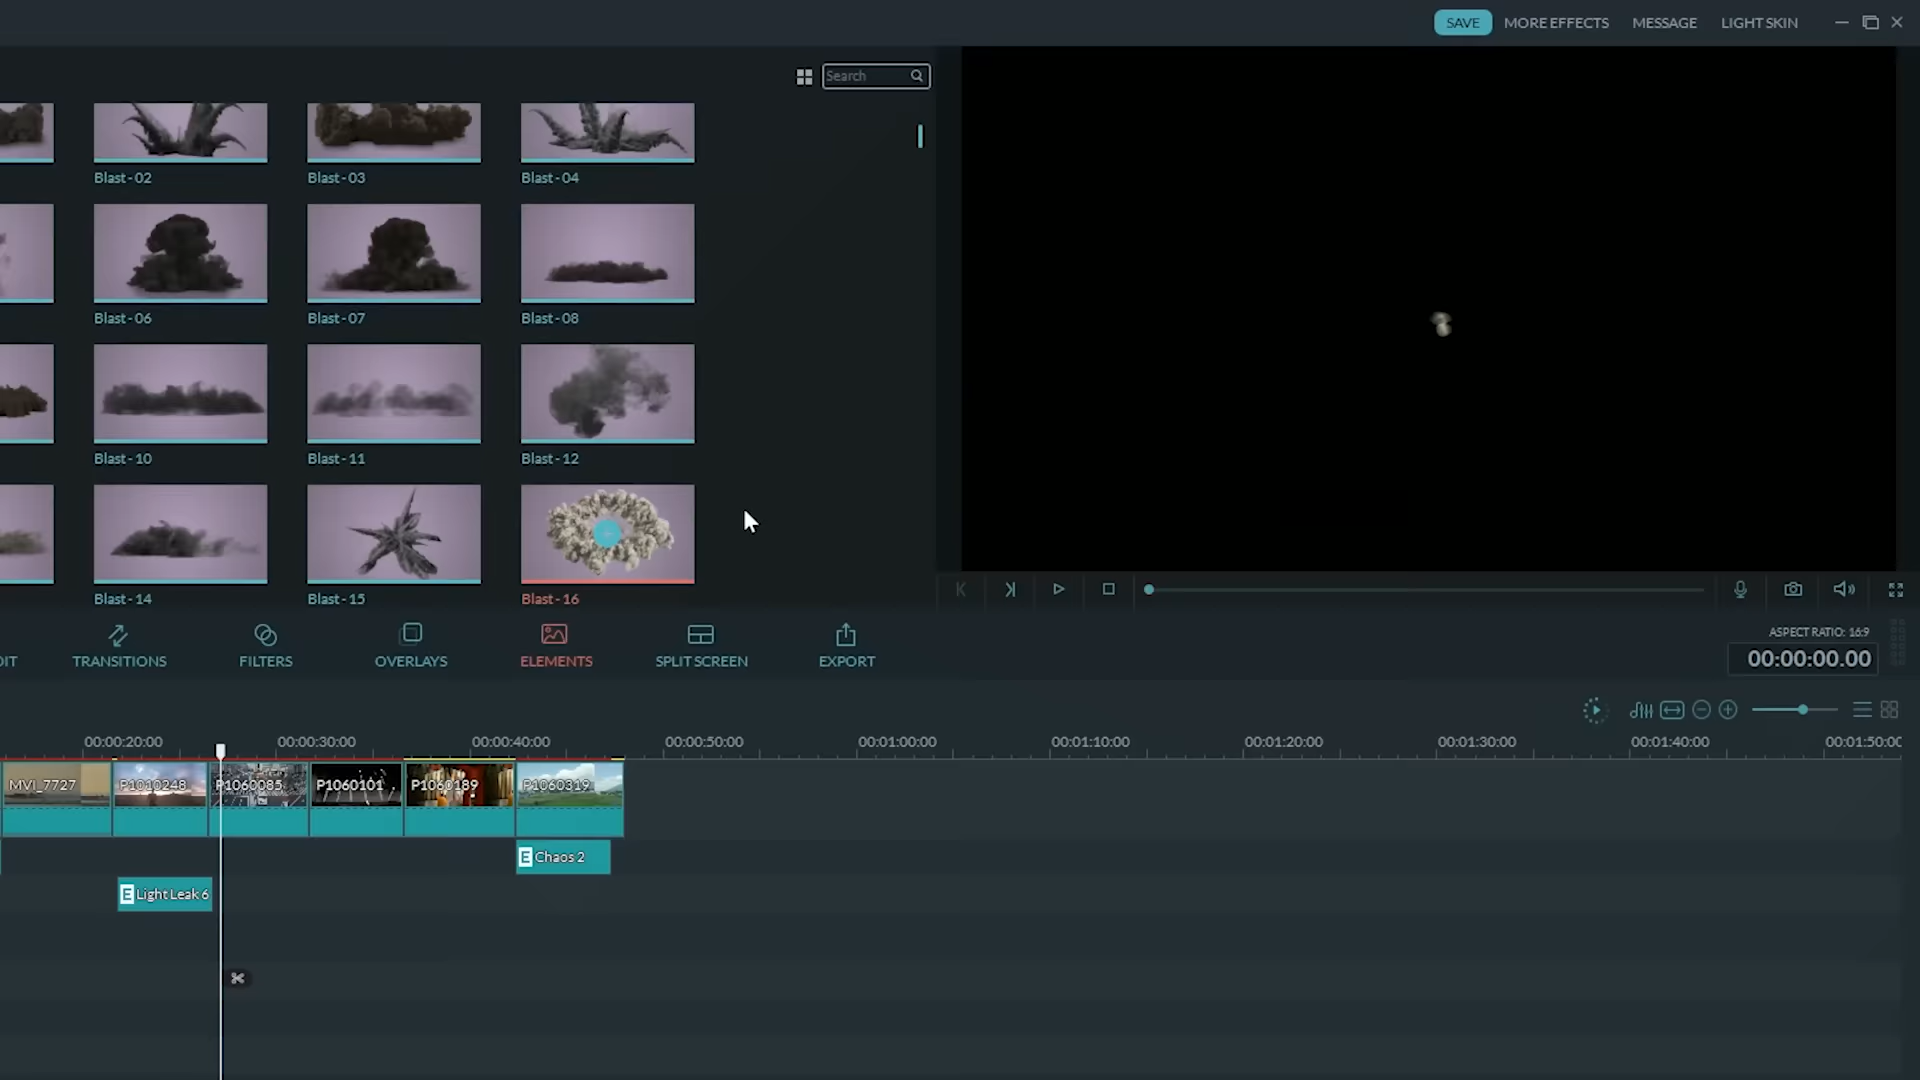 SAVE MORE EFFECTS MESSAGE LIGHT SKIN
Search
Blast - 02 Blast - 03 Blast - 04
Blast - 06 Blast - 07 Blast - 08
Blast - 10 Blast - 11 Blast - 12
Blast - 14 Blast - 15 Blast - 16
DIT TRANSITIONS FILTERS OVERLAYS ELEMENTS SPLIT SCREEN EXPORT
ASPECT RATIO: 16:9
00:00:00.00
00:00:20:00 00:00:30:00 00:00:40:00 00:00:50:00 00:01:00:00 00:01:10:00 00:01:20:00 00:01:30:00 00:01:40:00 00:01:50:00
MVI_7727 P1010248 P1060085 P1060101 P1060189 P1060319
E Chaos 2
E Light Leak 6